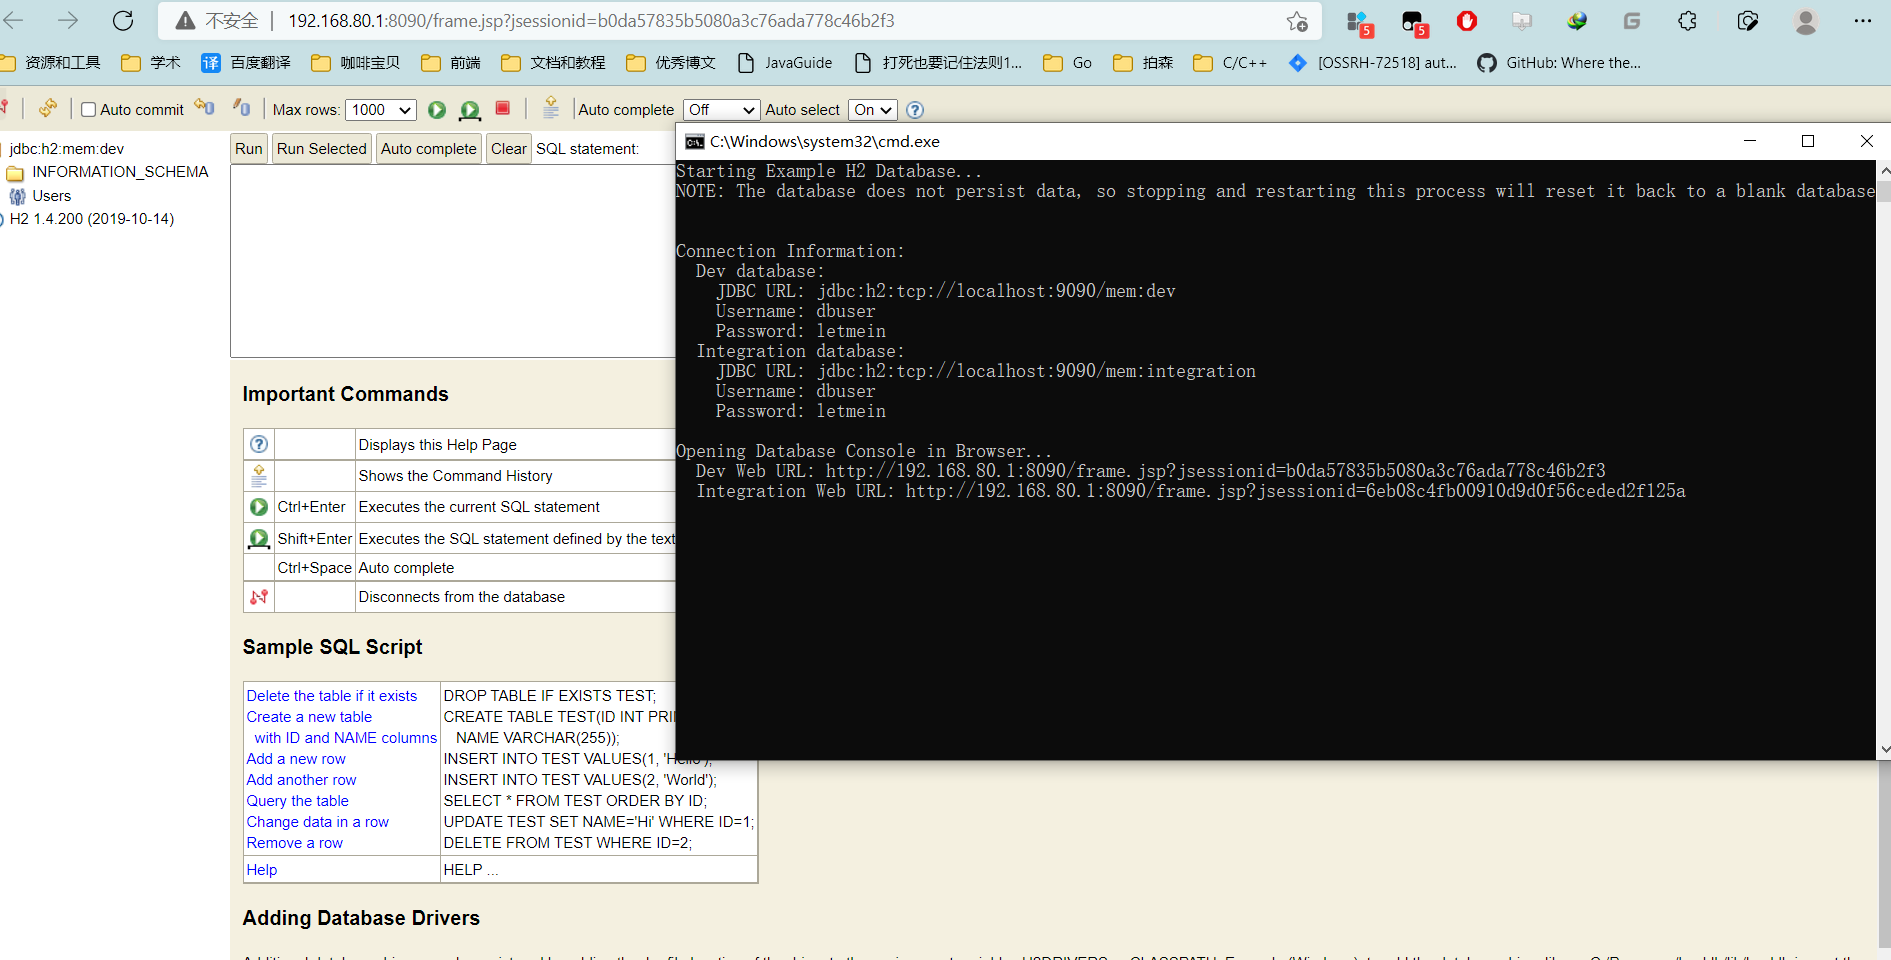 不安全 192.168.80.1:8090/frame.jsp?jsessionid=b0da57835b5080a3c76ada778c46b2f3
5 5
资源和工具 学术 译 百度翻译 咖啡宝贝 前端 文档和教程 优秀博文 JavaGuide 打死也要记住法则1... Go 拍森 C/C++ [OSSRH-72518] aut... GitHub: Where the...
Auto commit Max rows: 1000 Auto complete Off Auto select On
jdbc:h2:mem:dev
INFORMATION_SCHEMA
Users
H2 1.4.200 (2019-10-14)
Run Run Selected Auto complete Clear SQL statement:
Important Commands
Displays this Help Page
Shows the Command History
Ctrl+Enter Executes the current SQL statement
Shift+Enter Executes the SQL statement defined by the text
Ctrl+Space Auto complete
Disconnects from the database
Sample SQL Script
Delete the table if it exists DROP TABLE IF EXISTS TEST;
Create a new table CREATE TABLE TEST(ID INT
with ID and NAME columns NAME VARCHAR(255));
Add a new row INSERT INTO TEST VALUES(1, 'Hello');
Add another row INSERT INTO TEST VALUES(2, 'World');
Query the table SELECT * FROM TEST ORDER BY ID;
Change data in a row UPDATE TEST SET NAME='Hi' WHERE ID=1;
Remove a row DELETE FROM TEST WHERE ID=2;
Help HELP ...
Adding Database Drivers
C:\Windows\system32\cmd.exe
Starting Example H2 Database...
NOTE: The database does not persist data, so stopping and restarting this process will reset it back to a blank database
Connection Information:
Dev database:
JDBC URL: jdbc:h2:tcp://localhost:9090/mem:dev
Username: dbuser
Password: letmein
Integration database:
JDBC URL: jdbc:h2:tcp://localhost:9090/mem:integration
Username: dbuser
Password: letmein
Opening Database Console in Browser...
Dev Web URL: http://192.168.80.1:8090/frame.jsp?jsessionid=b0da57835b5080a3c76ada778c46b2f3
Integration Web URL: http://192.168.80.1:8090/frame.jsp?jsessionid=6eb08c4fb00910d9d0f56ceded2f125a